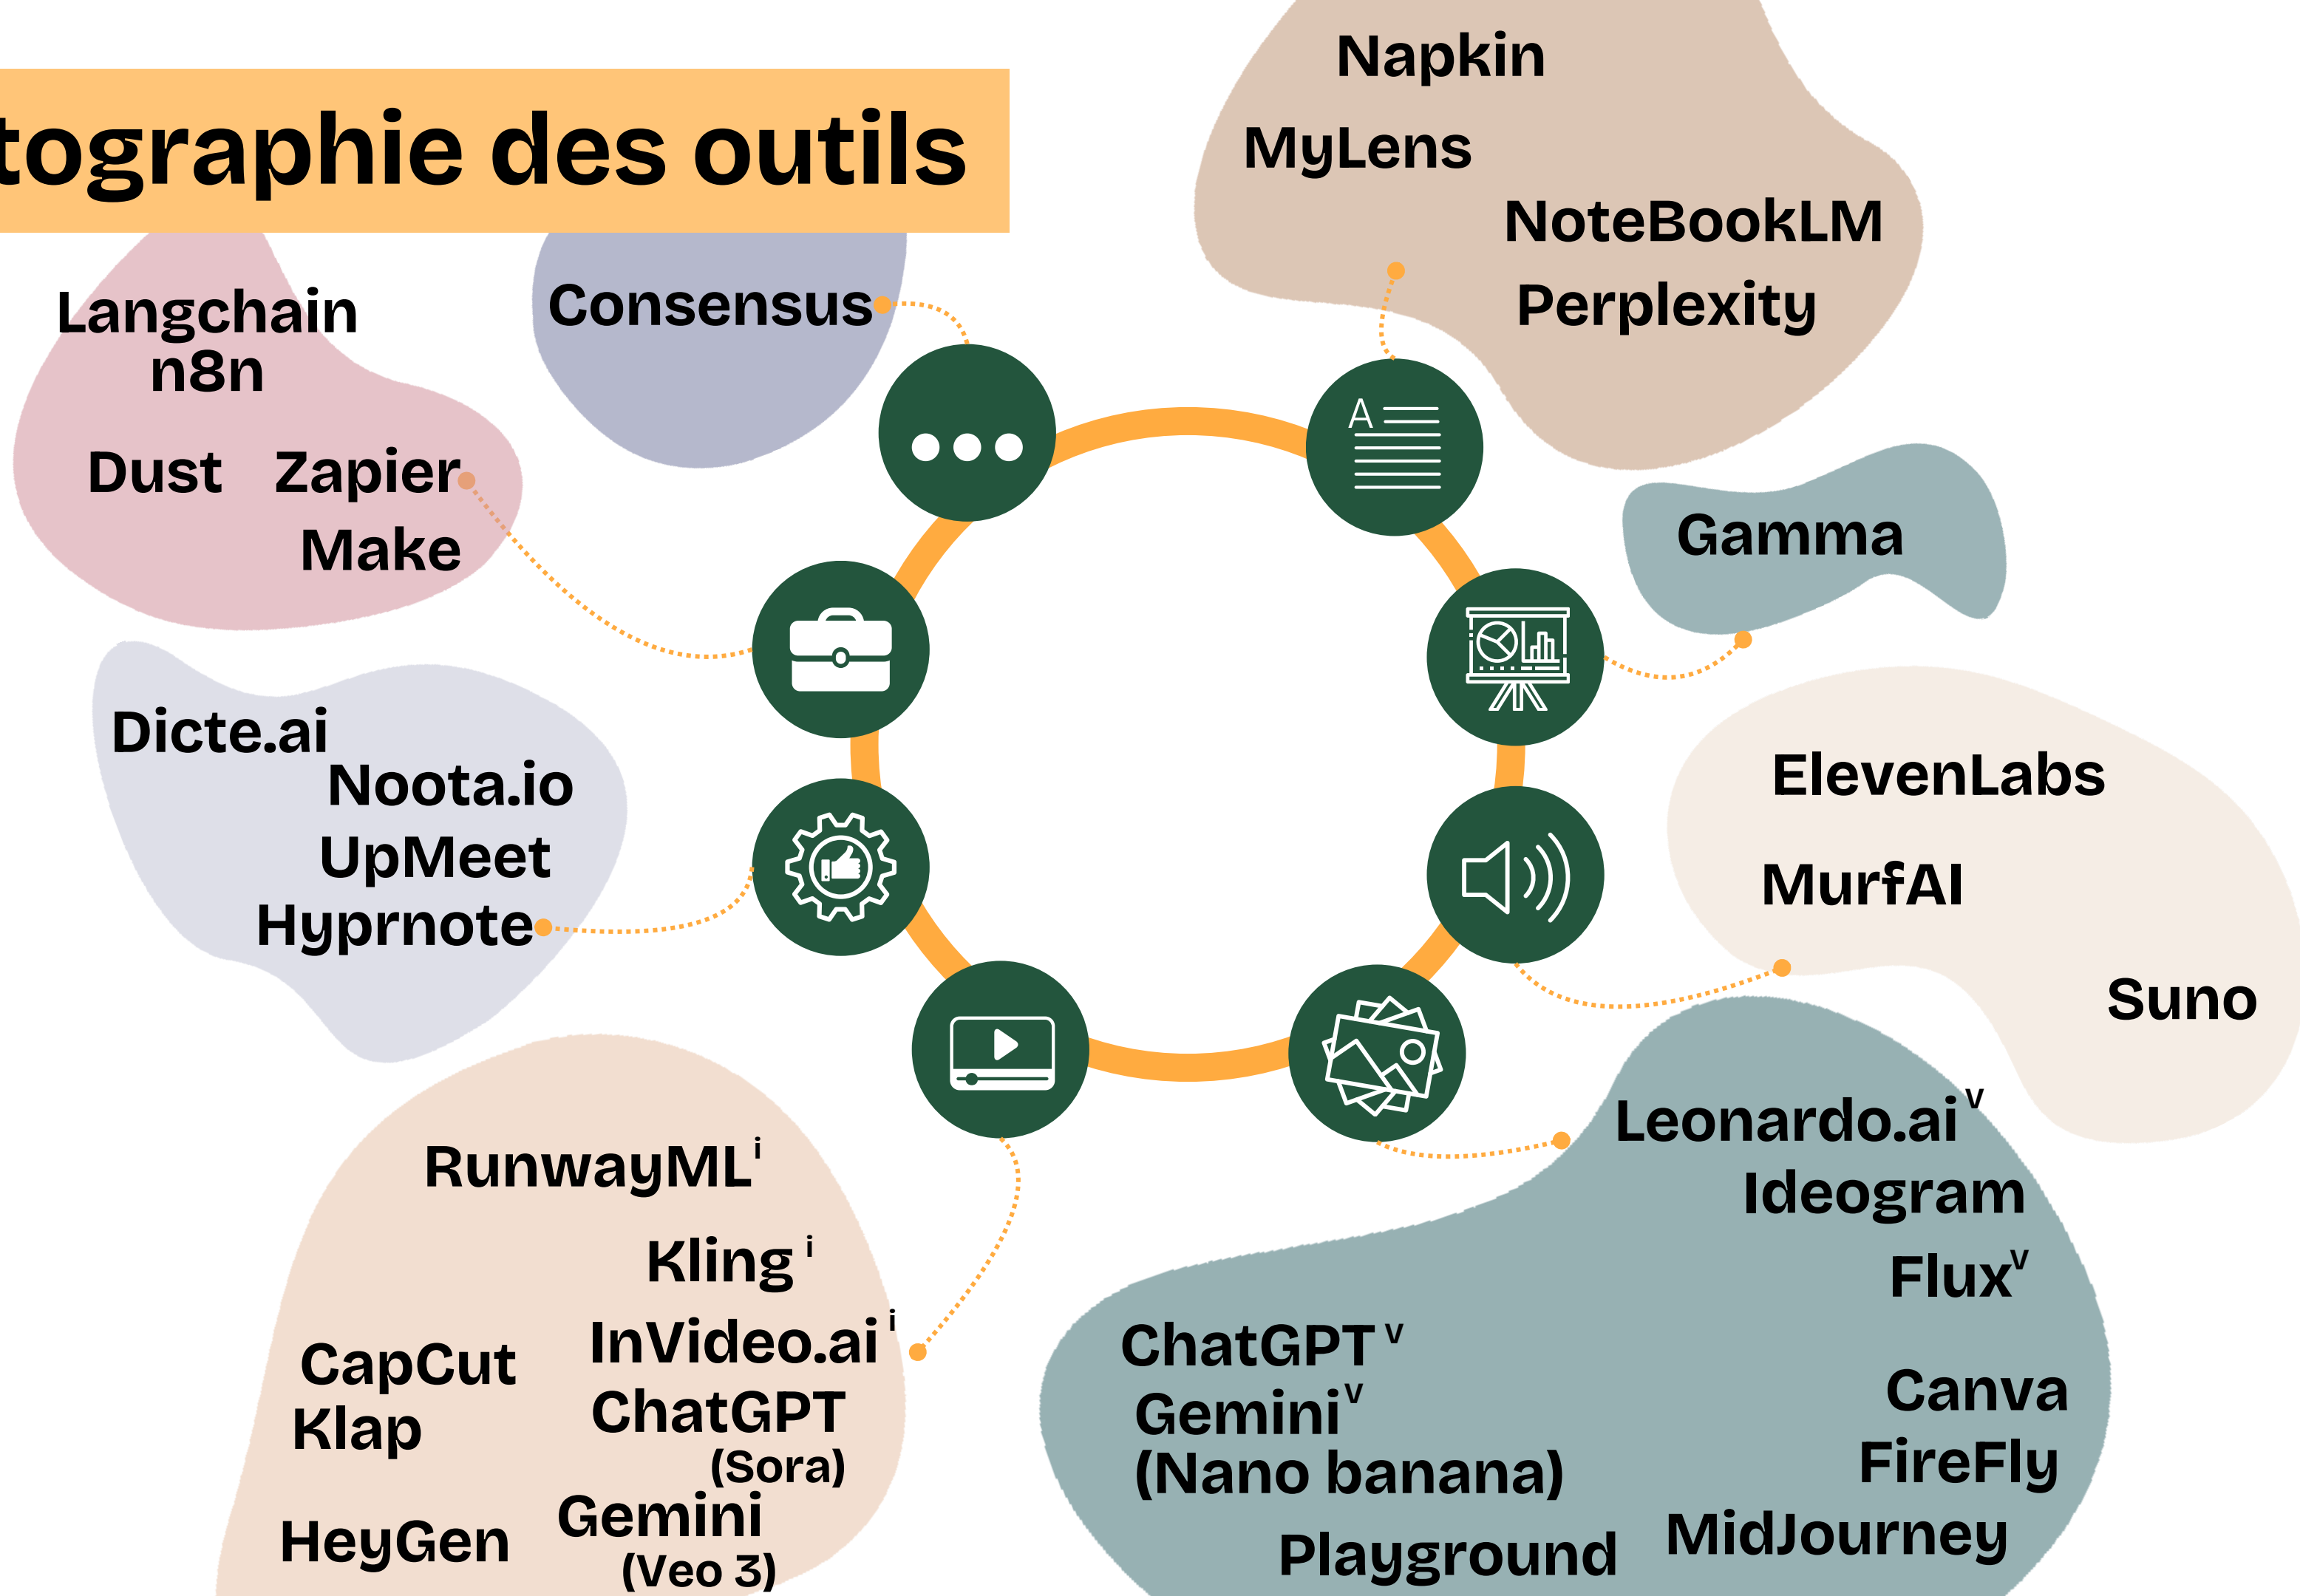 tographie des outils
Napkin
MyLens
NoteBookLM
Perplexity
Langchain
n8n
Dust Zapier
Make
Consensus
A
Gamma
Dicte.ai
Noota.io
UpMeet
Hyprnote
ElevenLabs
MurfAI
Suno
RunwayML i
Kling i
InVideo.ai i
CapCut
ChatGPT
(Sora)
Klap
Gemini
(Veo 3)
HeyGen
Leonardo.ai V
Ideogram
Flux V
ChatGPT V
Gemini V
(Nano banana)
Canva
FireFly
MidJourney
Playground